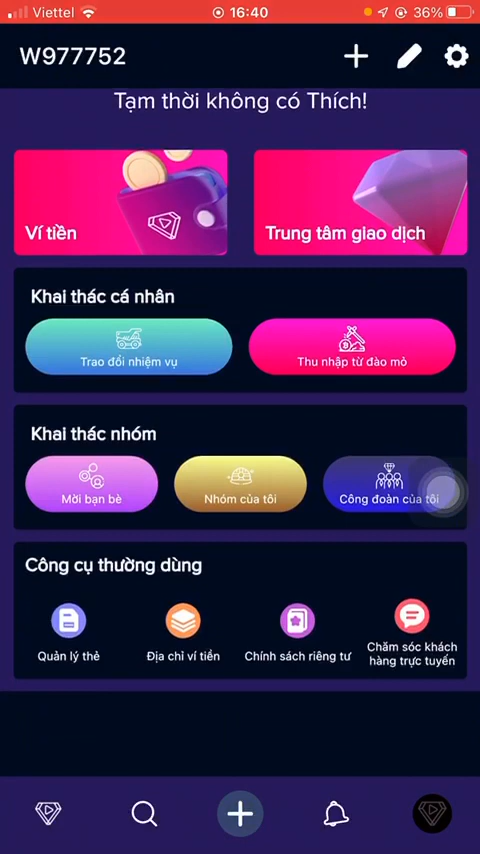 Viettel
16:40
36%
W977752
Tạm thời không có Thích!
Ví tiền
Trung tâm giao dịch
Khai thác cá nhân
Trao đổi nhiệm vụ
Thu nhập từ đào mỏ
Khai thác nhóm
Mời bạn bè
Nhóm của tôi
Công đoàn của tôi
Công cụ thường dùng
Quản lý thẻ
Địa chỉ ví tiền
Chính sách riêng tư
Chăm sóc khách
hàng trực tuyến